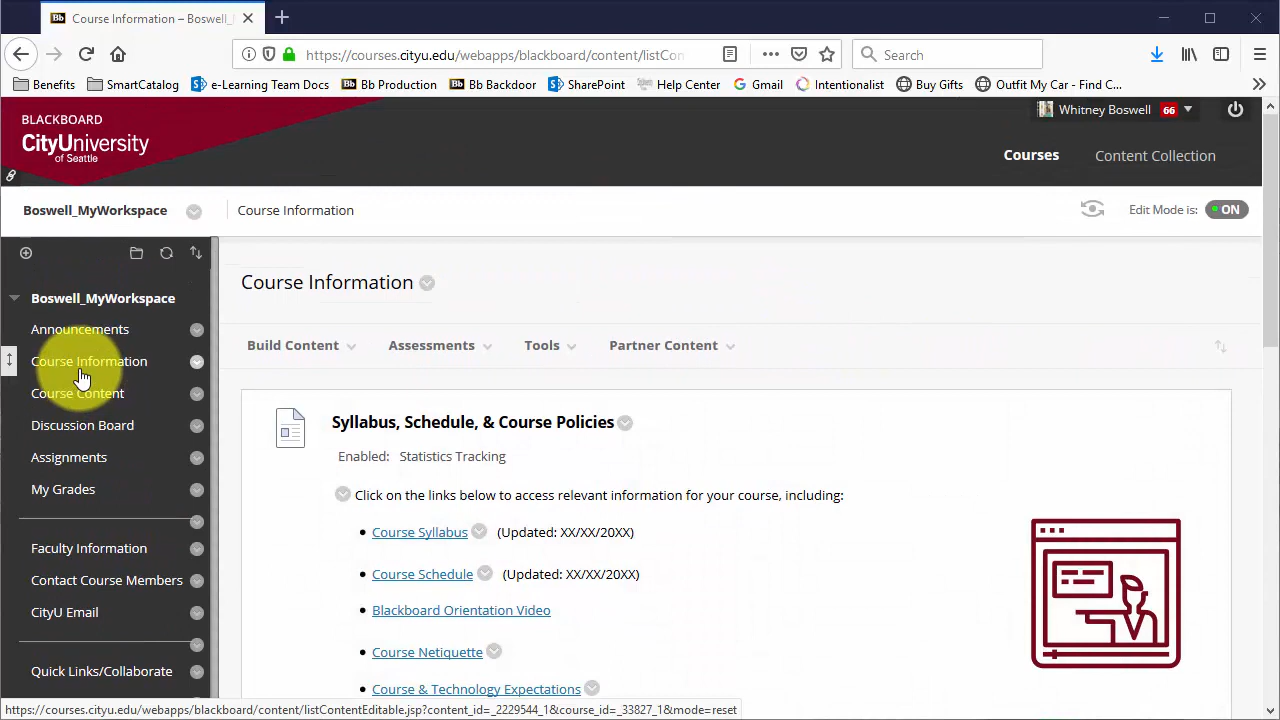 Bb Course Information – Boswell_
https://courses.cityu.edu/webapps/blackboard/content/listCon
Search
Benefits SmartCatalog e-Learning Team Docs Bb Production Bb Backdoor SharePoint Help Center Gmail Intentionalist Buy Gifts Outfit My Car - Find C...
BLACKBOARD
CityUniversity
of Seattle
Whitney Boswell 66
Courses Content Collection
Boswell_MyWorkspace Course Information Edit Mode is: ON
Boswell_MyWorkspace
Announcements
Course Information
Course Content
Discussion Board
Assignments
My Grades
Faculty Information
Contact Course Members
CityU Email
Quick Links/Collaborate
Course Information
Build Content Assessments Tools Partner Content
Syllabus, Schedule, & Course Policies
Enabled: Statistics Tracking
Click on the links below to access relevant information for your course, including:
• Course Syllabus (Updated: XX/XX/20XX)
• Course Schedule (Updated: XX/XX/20XX)
• Blackboard Orientation Video
• Course Netiquette
• Course & Technology Expectations
https://courses.cityu.edu/webapps/blackboard/content/listContentEditable.jsp?content_id=_2229544_1&course_id=_33827_1&mode=reset